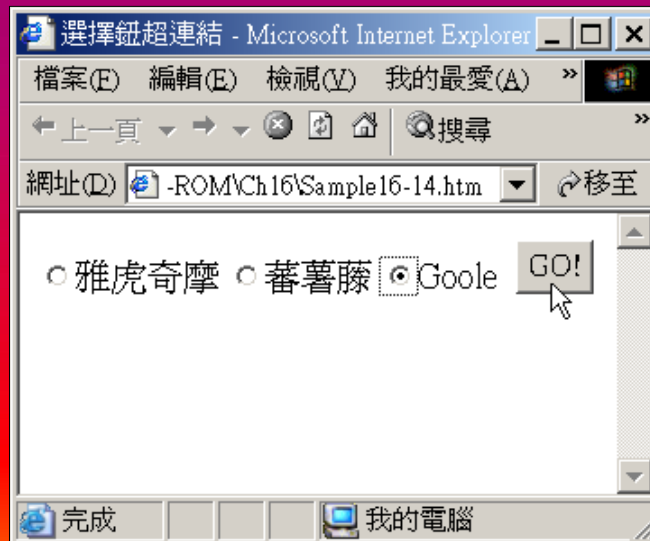 選擇鈕超連結 - Microsoft Internet Explorer
檔案(F) 編輯(E) 檢視(V) 我的最愛(A) »
上一頁 搜尋 »
網址(D) -ROM\Ch16\Sample16-14.htm 移至
雅虎奇摩 蕃薯藤 Goole GO!
完成 我的電腦